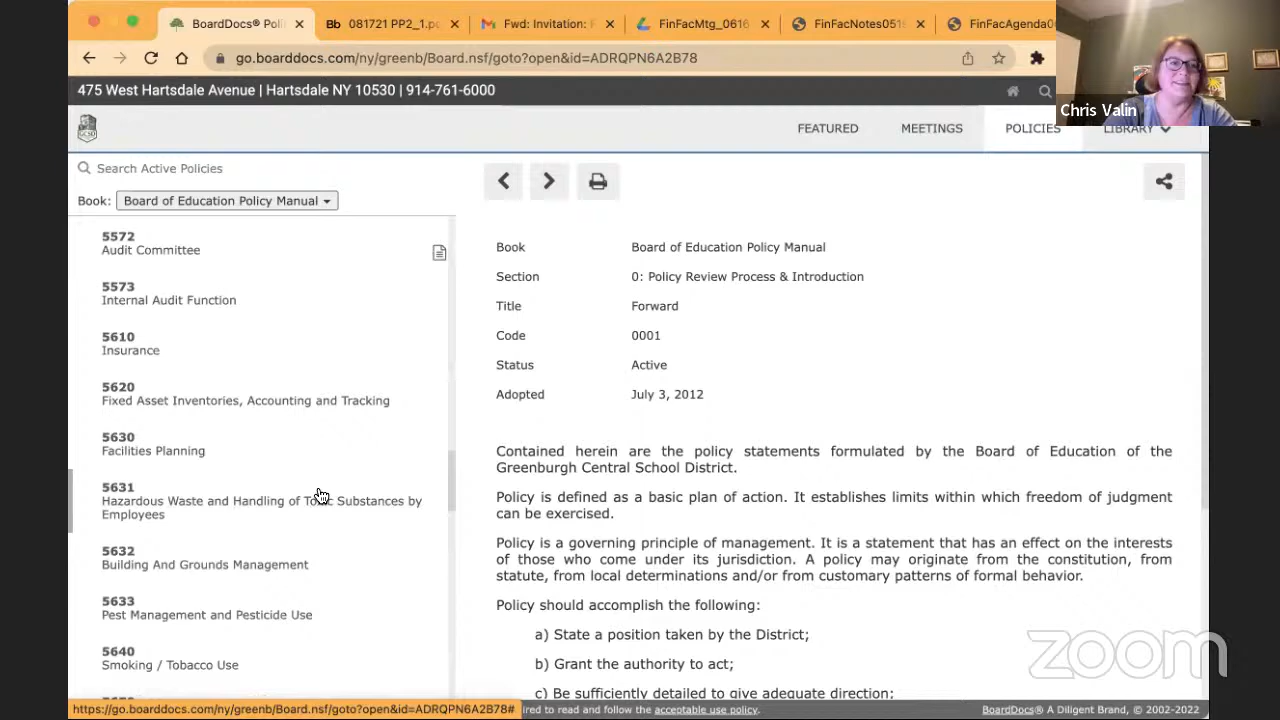 BoardDocs® Poli
081721 PP2_1.pc
Fwd: Invitation: F
FinFacMtg_0616
FinFacNotes051
FinFacAgenda0
go.boarddocs.com/ny/greenb/Board.nsf/goto?open&id=ADRQPN6A2B78
475 West Hartsdale Avenue | Hartsdale NY 10530 | 914-761-6000
Chris Valin
GCSD
FEATURED
MEETINGS
POLICIES
LIBRARY
Search Active Policies
Book: Board of Education Policy Manual
5572
Audit Committee
5573
Internal Audit Function
5610
Insurance
5620
Fixed Asset Inventories, Accounting and Tracking
5630
Facilities Planning
5631
Hazardous Waste and Handling of Toxic Substances by
Employees
5632
Building And Grounds Management
5633
Pest Management and Pesticide Use
5640
Smoking / Tobacco Use
Book Board of Education Policy Manual
Section 0: Policy Review Process & Introduction
Title Forward
Code 0001
Status Active
Adopted July 3, 2012
Contained herein are the policy statements formulated by the Board of Education of the
Greenburgh Central School District.
Policy is defined as a basic plan of action. It establishes limits within which freedom of judgment
can be exercised.
Policy is a governing principle of management. It is a statement that has an effect on the interests
of those who come under its jurisdiction. A policy may originate from the constitution, from
statute, from local determinations and/or from customary patterns of formal behavior.
Policy should accomplish the following:
a) State a position taken by the District;
b) Grant the authority to act;
c) Be sufficiently detailed to give adequate direction;
zoom
https://go.boarddocs.com/ny/greenb/Board.nsf/goto?open&id=ADRQPN6A2B78#
red to read and follow the acceptable use policy.
BoardDocs® A Diligent Brand, © 2002-2022